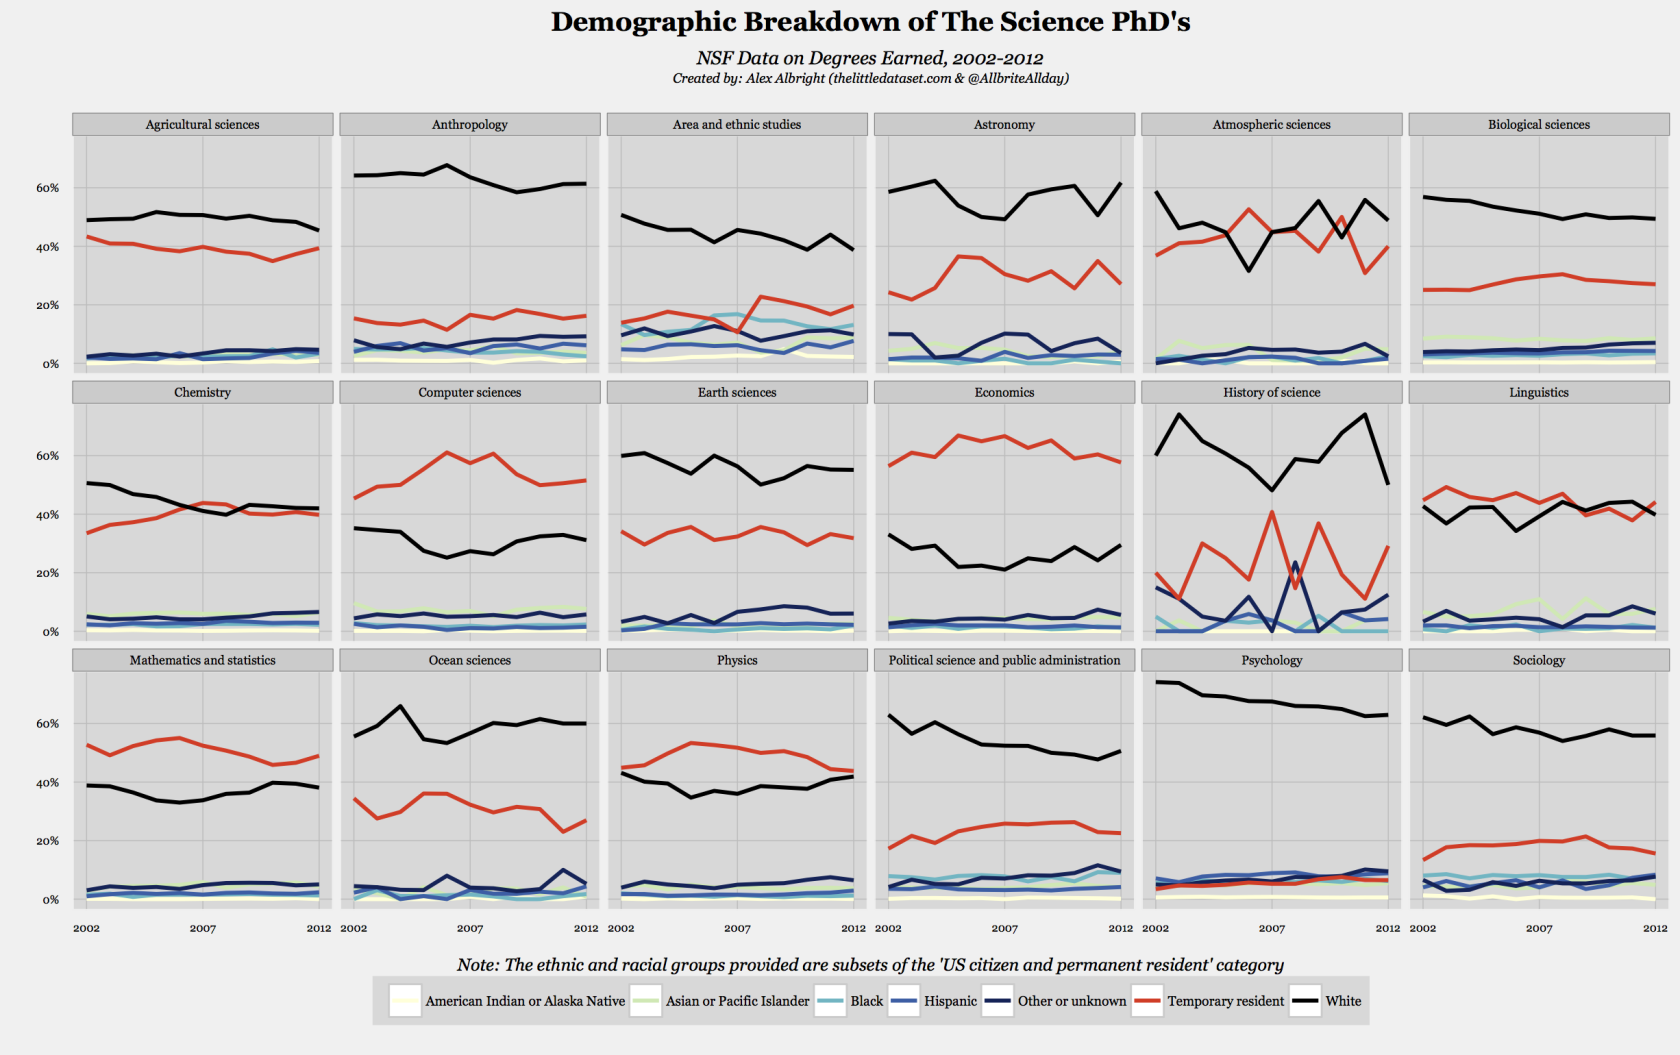 Demographic Breakdown of The Science PhD's
NSF Data on Degrees Earned, 2002-2012
Created by: Alex Albright (thelittledataset.com & @AllbriteAllday)
Agricultural sciences Anthropology Area and ethnic studies Astronomy Atmospheric sciences Biological sciences
60%
40%
20%
0%
Chemistry Computer sciences Earth sciences Economics History of science Linguistics
60%
40%
20%
0%
Mathematics and statistics Ocean sciences Physics Political science and public administration Psychology Sociology
60%
40%
20%
0%
2002 2007 2012 2002 2007 2012 2002 2007 2012 2002 2007 2012 2002 2007 2012 2002 2007 2012
Note: The ethnic and racial groups provided are subsets of the 'US citizen and permanent resident' category
American Indian or Alaska Native Asian or Pacific Islander Black Hispanic Other or unknown Temporary resident White